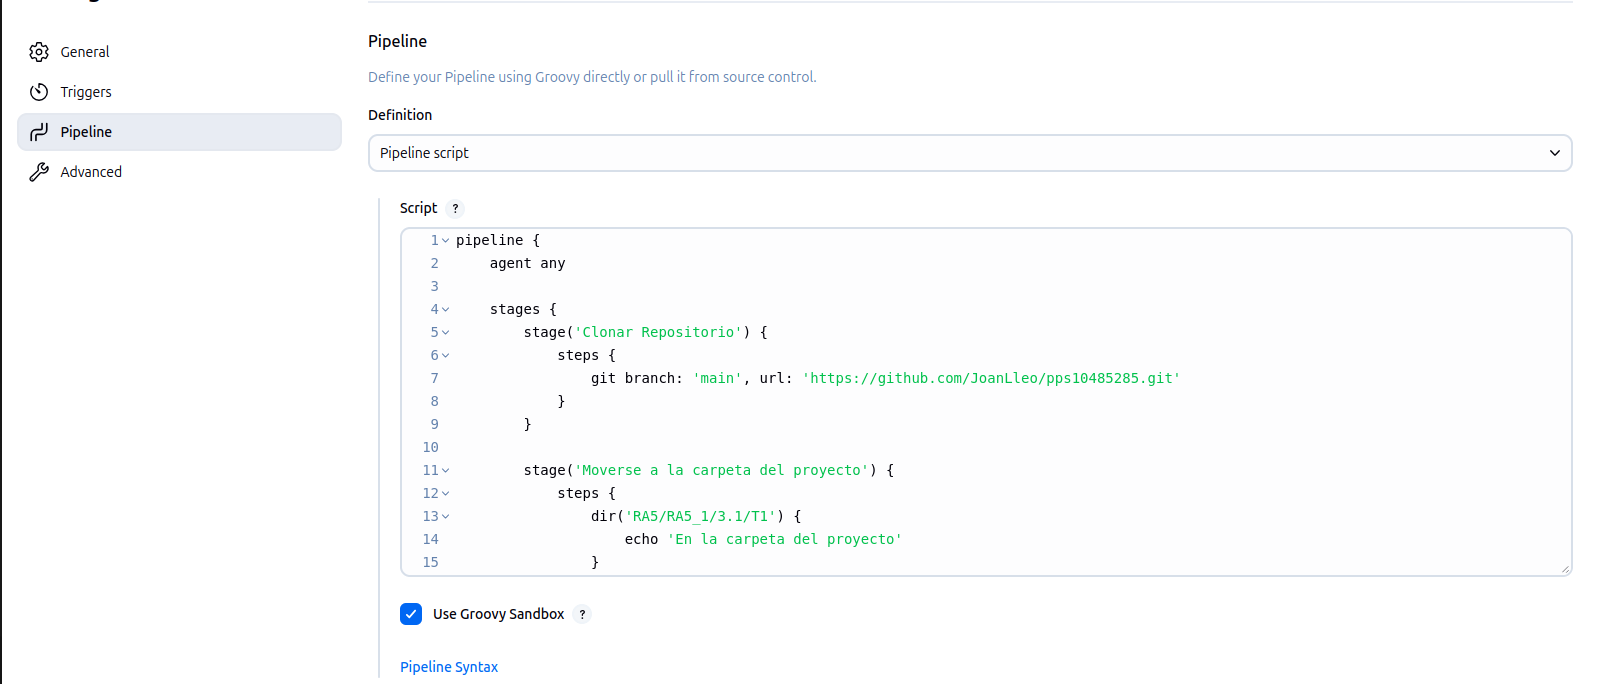 General
Triggers
Pipeline
Advanced
Pipeline
Define your Pipeline using Groovy directly or pull it from source control.
Definition
Pipeline script
Script ?
1 pipeline {
2     agent any
3
4     stages {
5         stage('Clonar Repositorio') {
6             steps {
7                 git branch: 'main', url: 'https://github.com/JoanLleo/pps10485285.git'
8             }
9         }
10
11         stage('Moverse a la carpeta del proyecto') {
12             steps {
13                 dir('RA5/RA5_1/3.1/T1') {
14                     echo 'En la carpeta del proyecto'
15                 }
Use Groovy Sandbox ?
Pipeline Syntax